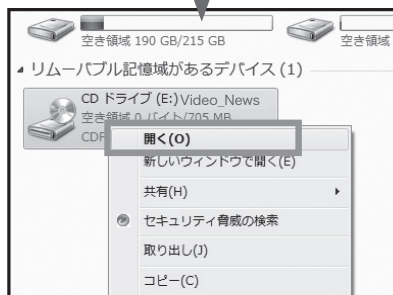 空き領域 190 GB/215 GB
空き領域
リムーバブル記憶域があるデバイス (1)
CD ドライブ (E:) Video_News
空き領域 0 バイト/705 MB
CDF
開く(O)
新しいウィンドウで開く(E)
共有(H)
セキュリティ脅威の検索
取り出し(J)
コピー(C)